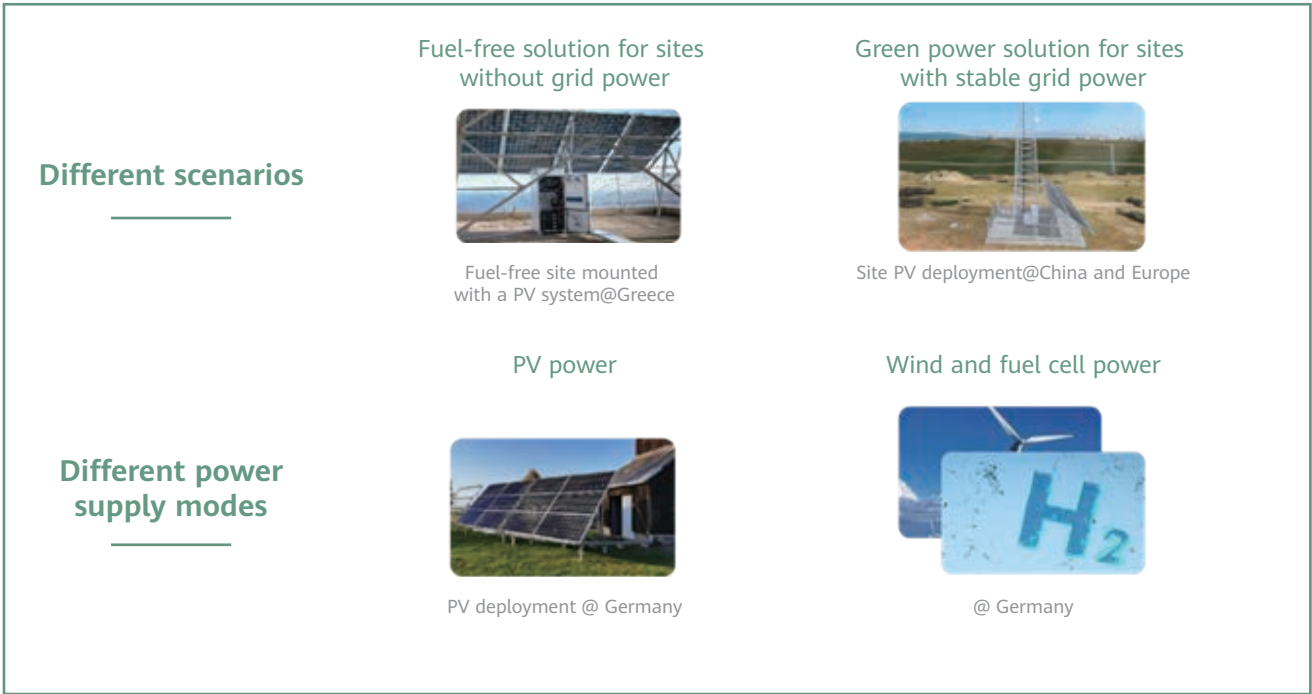 Different scenarios
Fuel-free solution for sites
without grid power
Fuel-free site mounted
with a PV system@Greece
Green power solution for sites
with stable grid power
Site PV deployment@China and Europe
Different power
supply modes
PV power
PV deployment @ Germany
Wind and fuel cell power
H2
@ Germany